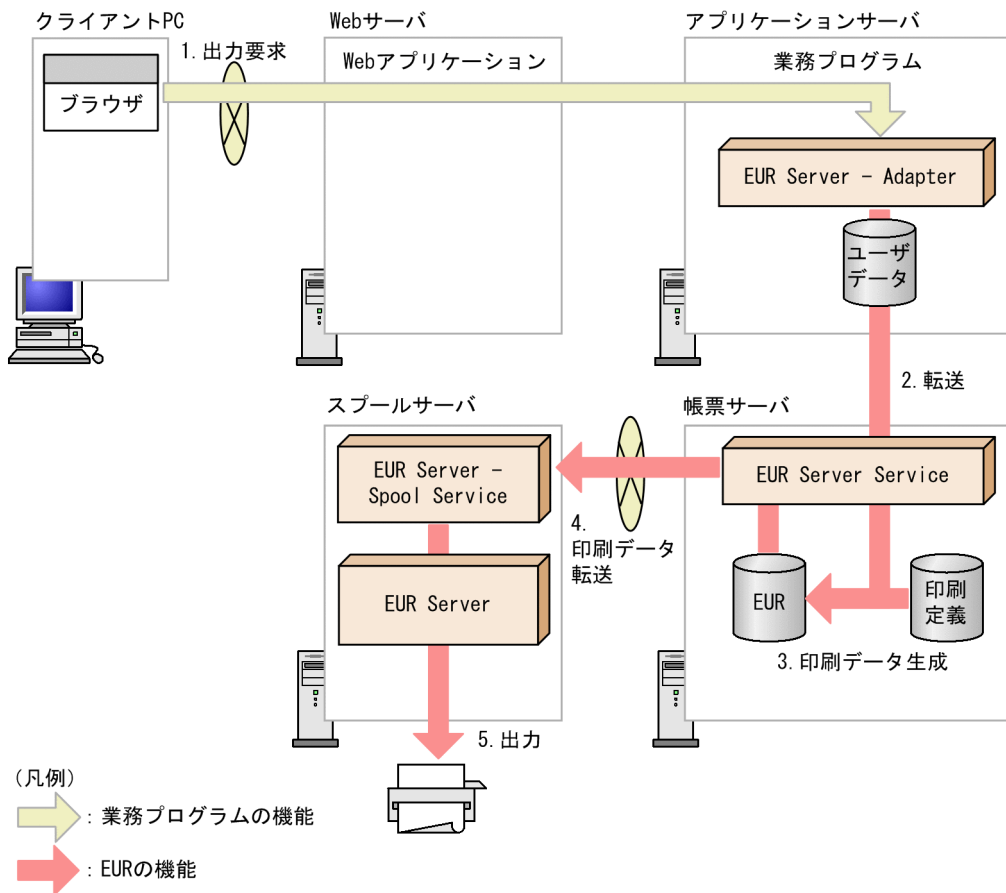 クライアントPC
Webサーバ
アプリケーションサーバ
1.出力要求
Webアプリケーション
業務プログラム
ブラウザ
EUR Server - Adapter
ユーザ
データ
2.転送
スプールサーバ
帳票サーバ
EUR Server -
Spool Service
EUR Server Service
4.
印刷データ
転送
EUR Server
EUR
印刷
定義
3.印刷データ生成
5.出力
(凡例)
: 業務プログラムの機能
: EURの機能